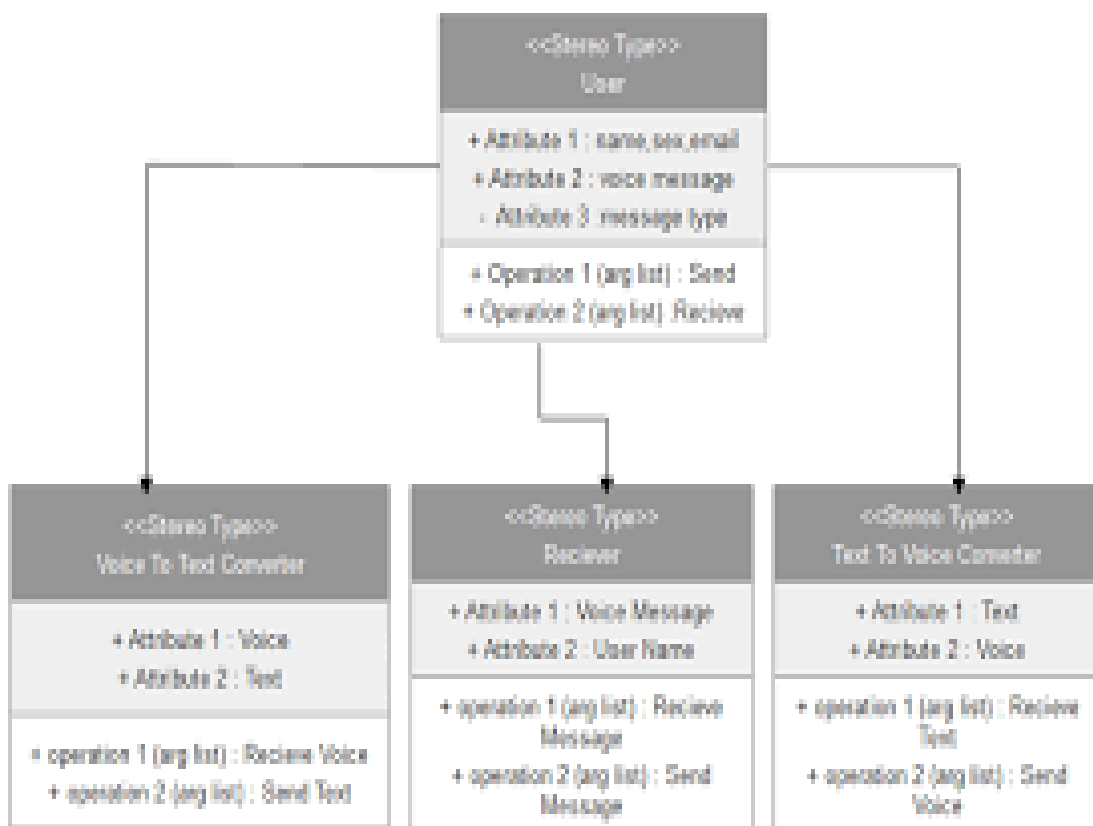 <<Stereo Type>>
User
+ Attribute 1 : name,sex,email
+ Attribute 2 : voice message
- Attribute 3 :message type
+ Operation 1 (arg list) : Send
+ Operation 2 (arg list) :Recieve
<<Stereo Type>>
Voice To Text Converter
+ Attribute 1 : Voice
+ Attribute 2 : Text
+ operation 1 (arg list) : Recieve Voice
+ operation 2 (arg list) : Send Text
<<Stereo Type>>
Reciever
+ Attribute 1 : Voice Message
+ Attribute 2 : User Name
+ operation 1 (arg list) : Recieve
Message
+ operation 2 (arg list) : Send
Message
<<Stereo Type>>
Text To Voice Converter
+ Attribute 1 : Text
+ Attribute 2 : Voice
+ operation 1 (arg list) : Recieve
Text
+ operation 2 (arg list) : Send
Voice